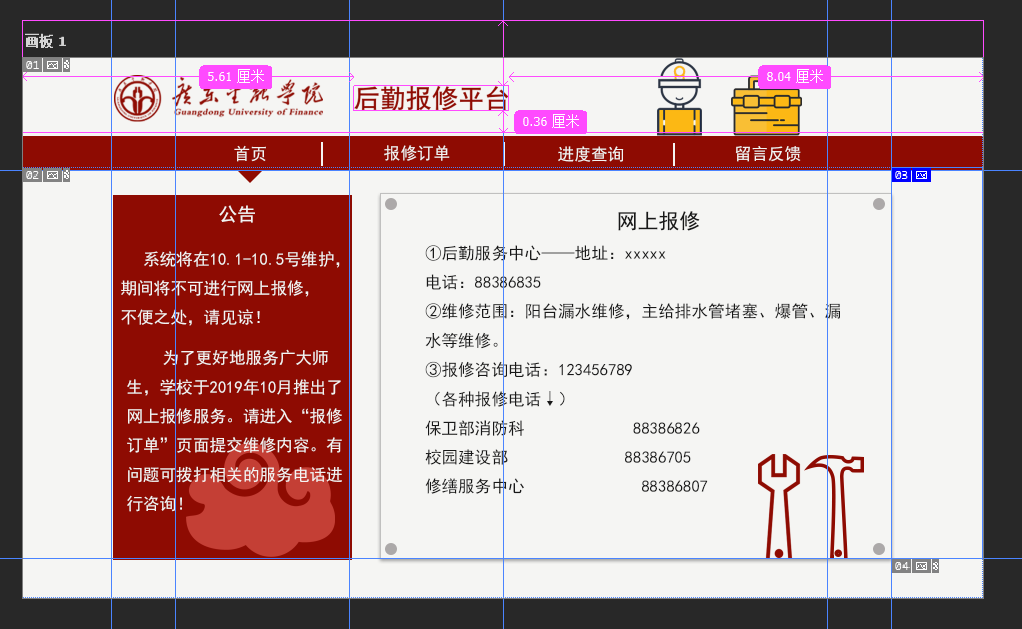 画板 1
01
5.61 厘米
8.04 厘米
广东金融学院
Guangdong University of Finance
后勤报修平台
0.36 厘米
首页 报修订单 进度查询 留言反馈
02
03
公告
系统将在10.1-10.5号维护，
期间将不可进行网上报修，
不便之处，请见谅！
为了更好地服务广大师
生，学校于2019年10月推出了
网上报修服务。请进入“报修
订单”页面提交维修内容。有
问题可拨打相关的服务电话进
行咨询！
网上报修
①后勤服务中心——地址：xxxxx
电话：88386835
②维修范围：阳台漏水维修，主给排水管堵塞、爆管、漏
水等维修。
③报修咨询电话：123456789
（各种报修电话↓）
保卫部消防科 88386826
校园建设部 88386705
修缮服务中心 88386807
04